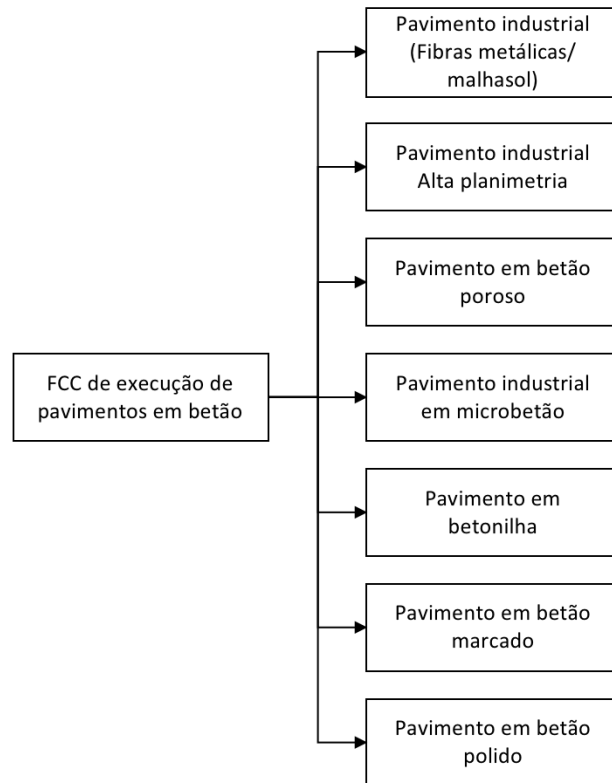 Pavimento industrial
(Fibras metálicas/
malhasol)
Pavimento industrial
Alta planimetria
Pavimento em betão
poroso
FCC de execução de
pavimentos em betão
Pavimento industrial
em microbetão
Pavimento em
betonilha
Pavimento em betão
marcado
Pavimento em betão
polido